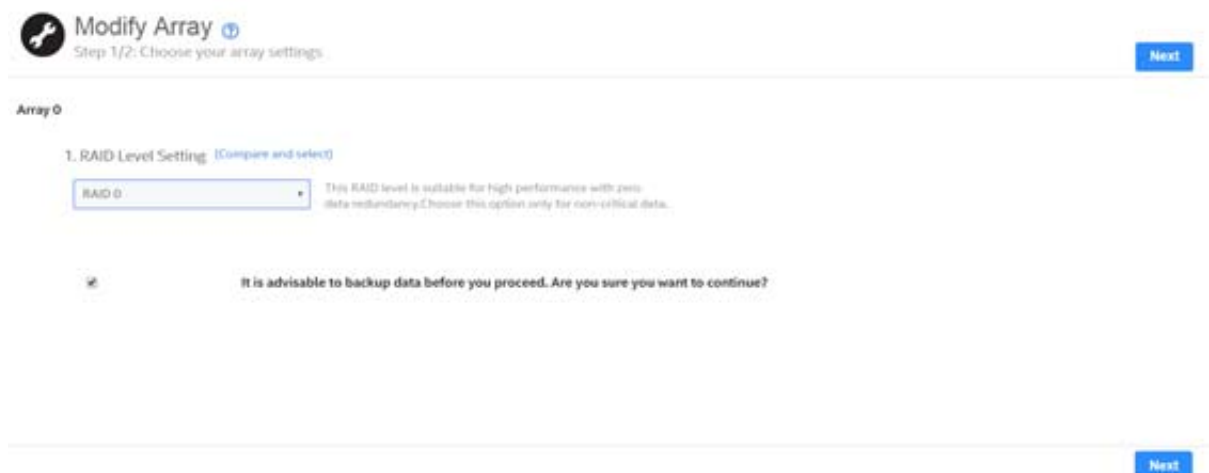 Modify Array
Step 1/2: Choose your array settings
Next
Array 0
1. RAID Level Setting (Compare and select)
RAID 0
This RAID level is suitable for high performance with zero
data redundancy.Choose this option only for non-critical data.
It is advisable to backup data before you proceed. Are you sure you want to continue?
Next